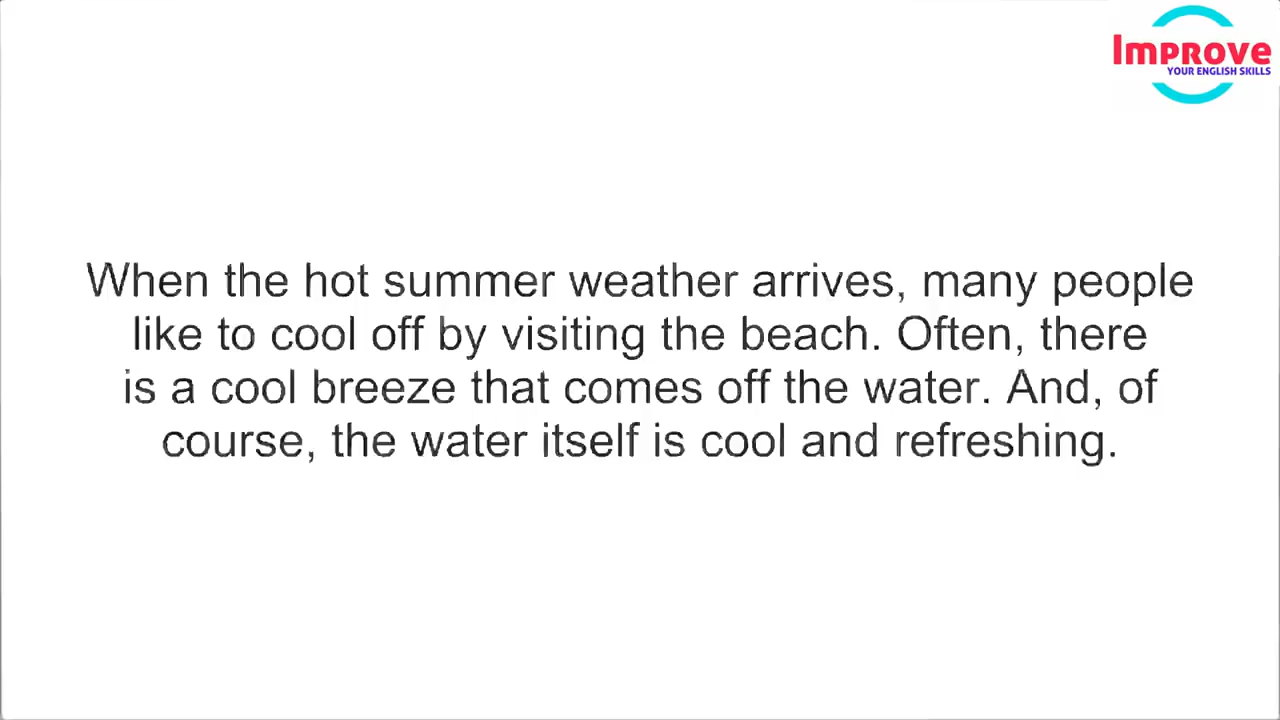 Improve
YOUR ENGLISH SKILLS
When the hot summer weather arrives, many people
like to cool off by visiting the beach. Often, there
is a cool breeze that comes off the water. And, of
course, the water itself is cool and refreshing.